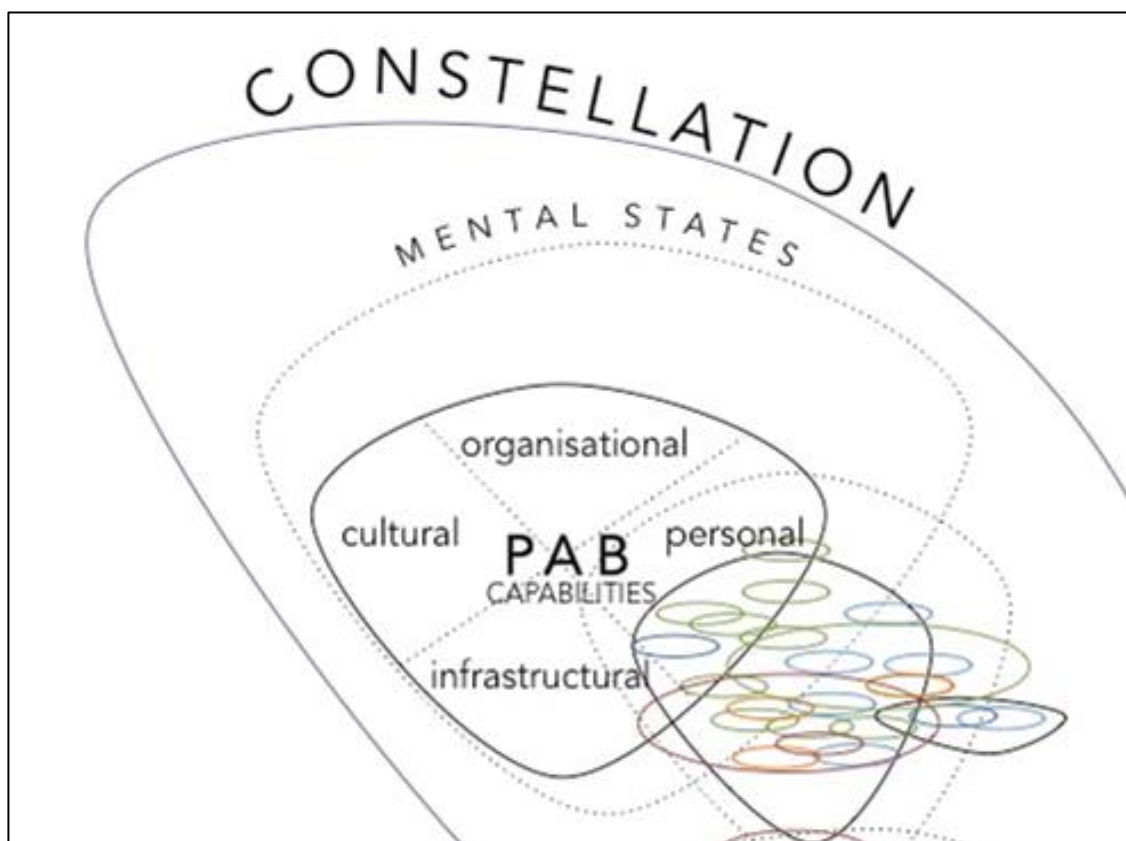 CONSTELLATION
MENTAL STATES
organisational
cultural
PAB
personal
CAPABILITIES
infrastructural